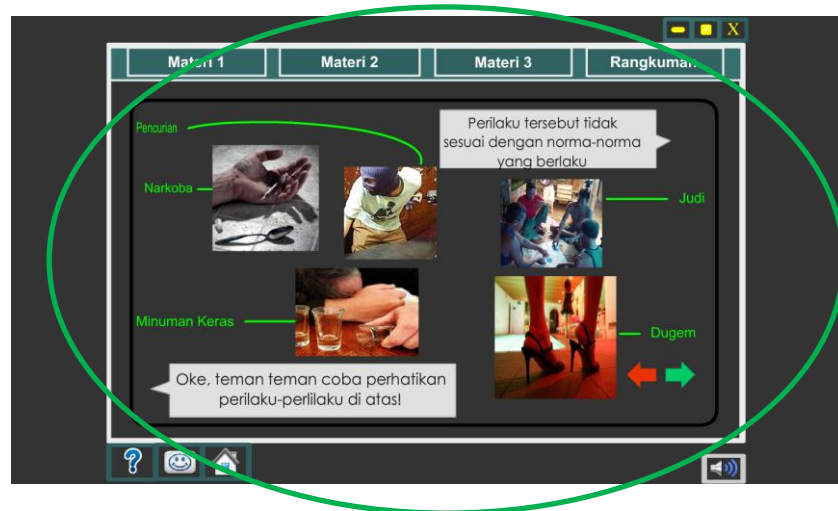 X
Materi 1
Materi 2
Materi 3
Rangkuman
Pencurian
Perilaku tersebut tidak
sesuai dengan norma-norma
yang berlaku
Narkoba
Judi
Minuman Keras
Dugem
Oke, teman teman coba perhatikan
perilaku-perlilaku di atas!
?